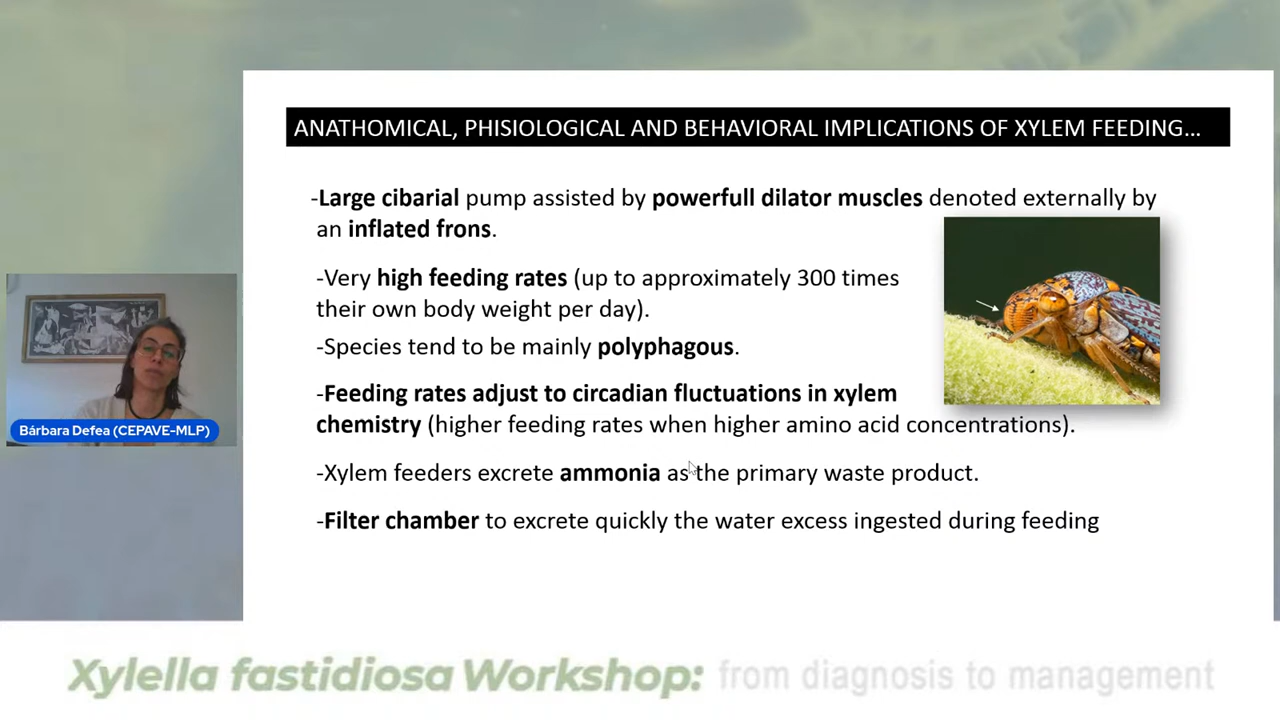 ANATHOMICAL, PHISIOLOGICAL AND BEHAVIORAL IMPLICATIONS OF XYLEM FEEDING...
-Large cibarial pump assisted by powerfull dilator muscles denoted externally by
an inflated frons.
-Very high feeding rates (up to approximately 300 times
their own body weight per day).
-Species tend to be mainly polyphagous.
-Feeding rates adjust to circadian fluctuations in xylem
chemistry (higher feeding rates when higher amino acid concentrations).
-Xylem feeders excrete ammonia as the primary waste product.
-Filter chamber to excrete quickly the water excess ingested during feeding
Bárbara Defea (CEPAVE-MLP)
Xylella fastidiosa Workshop: from diagnosis to management